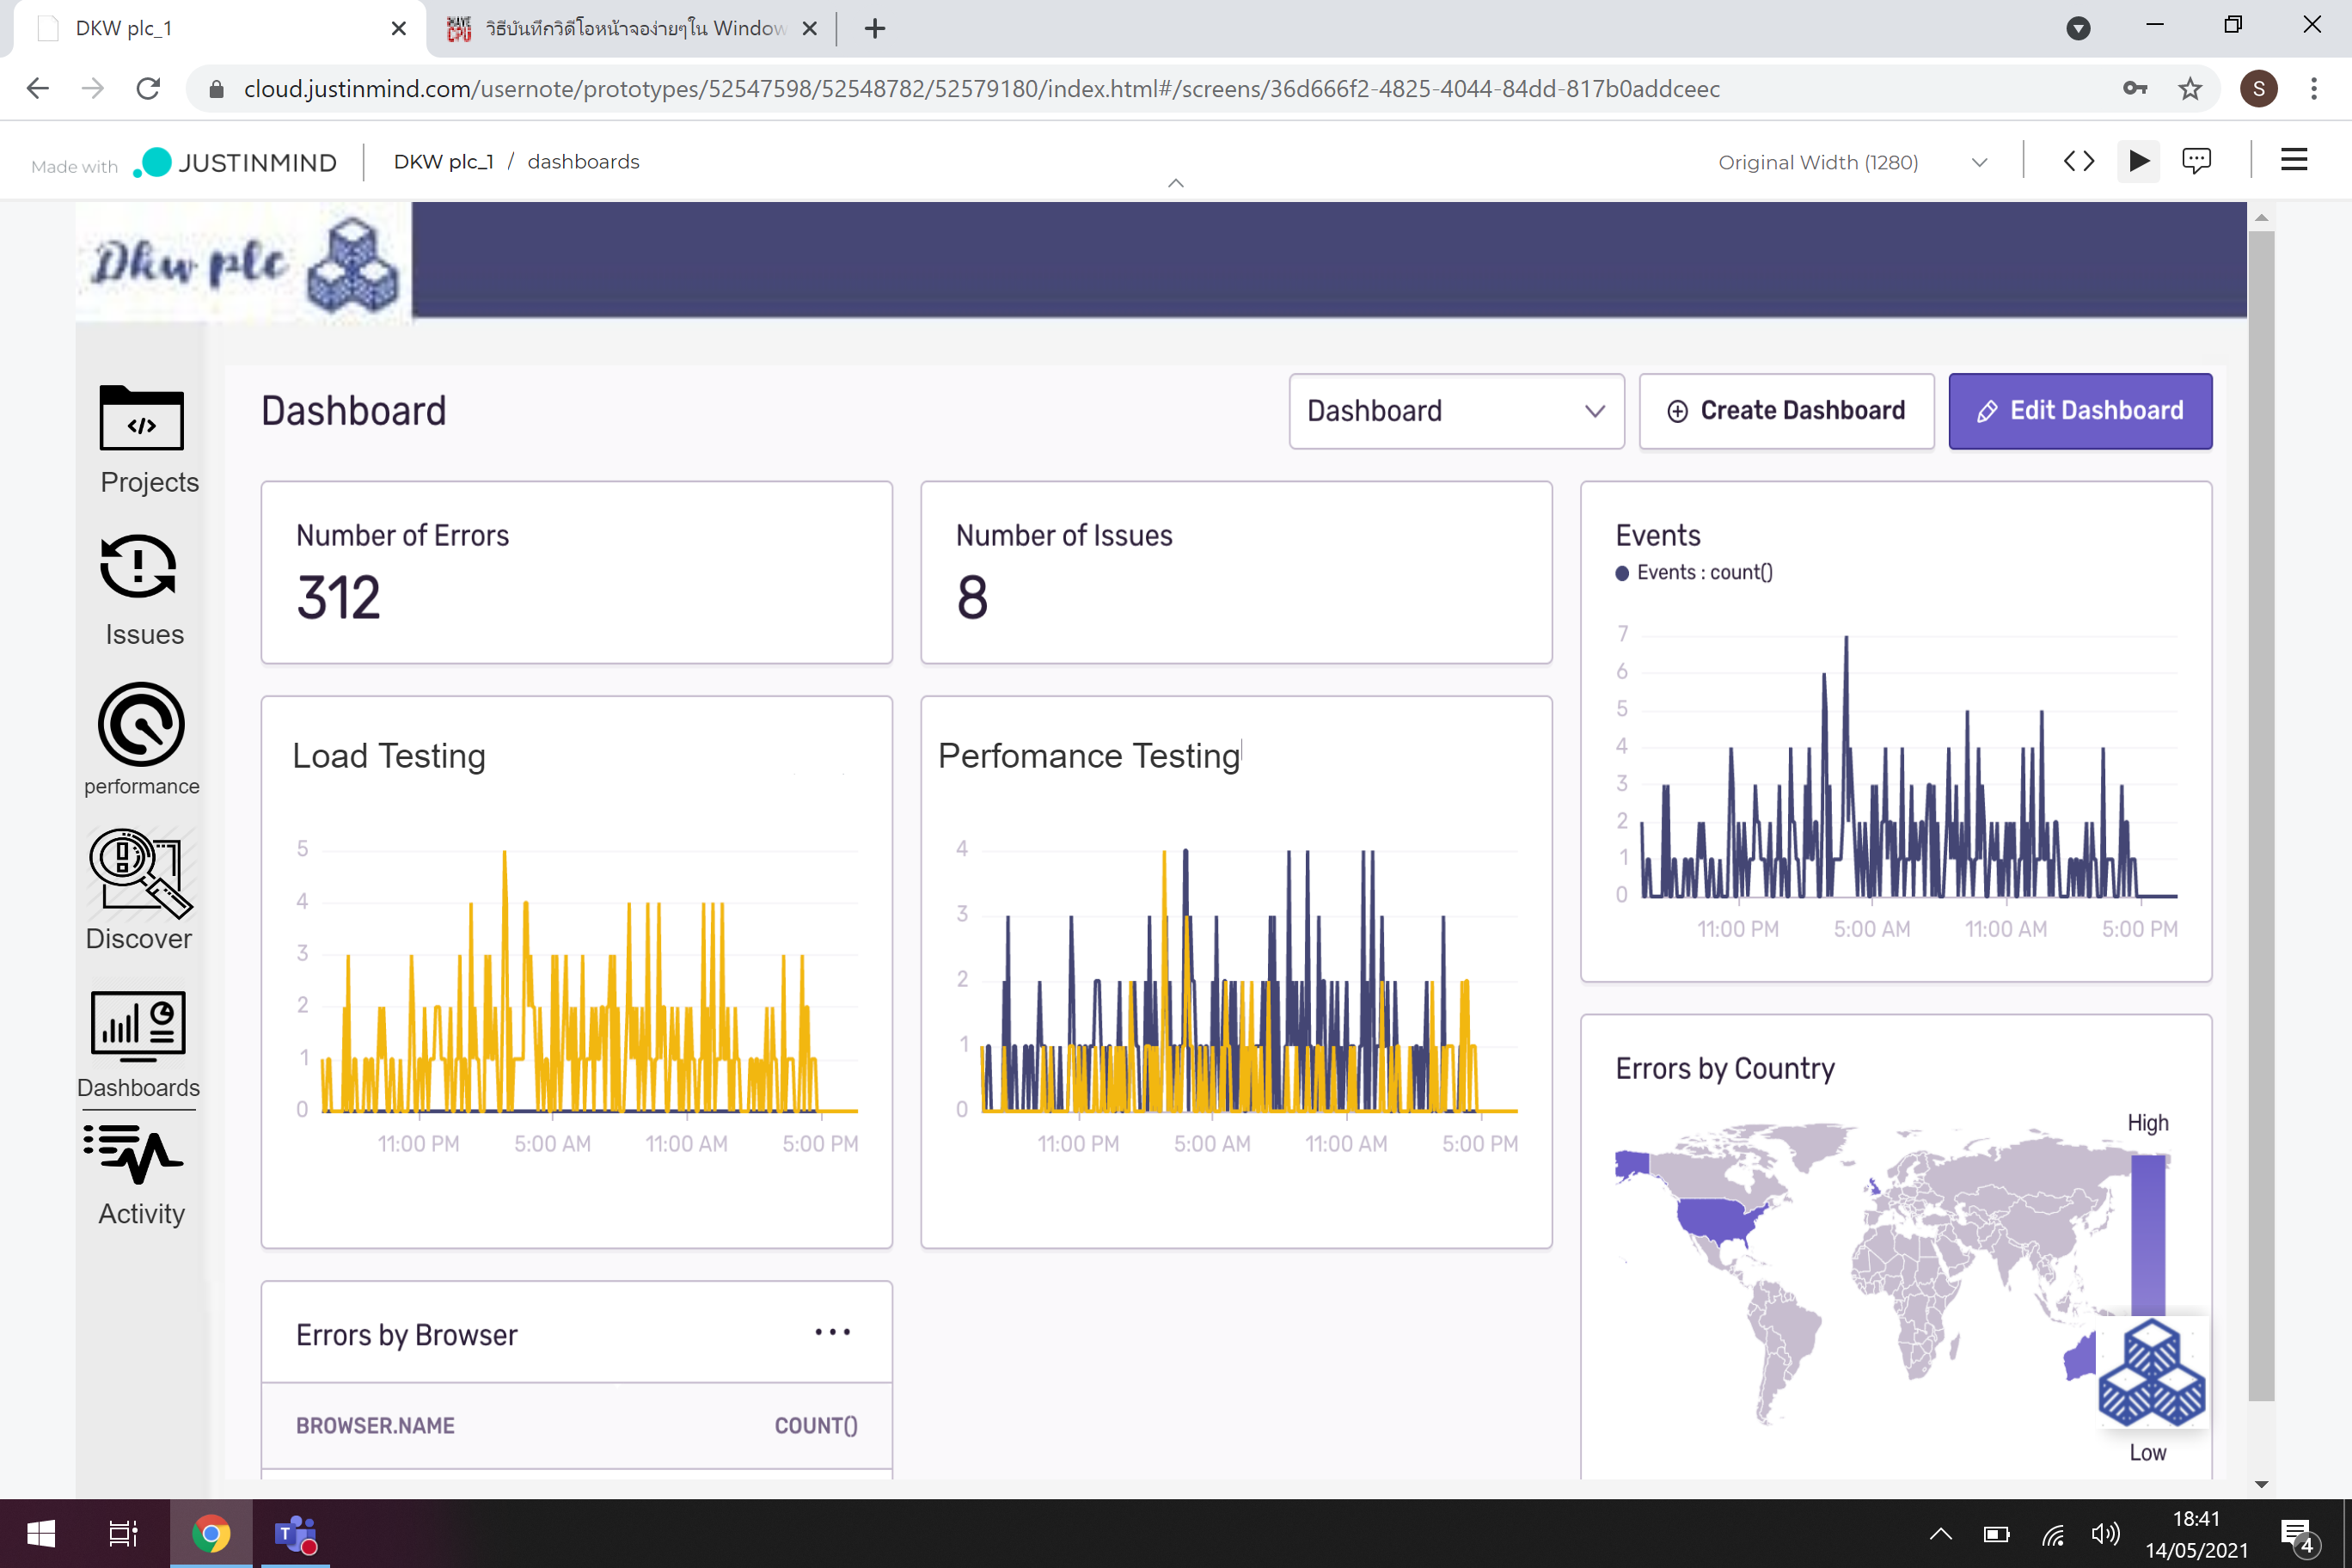 DKW plc_1
วิธีบันทึกวิดีโอหน้าจอง่ายๆใน Window
cloud.justinmind.com/usernote/prototypes/52547598/52548782/52579180/index.html#/screens/36d666f2-4825-4044-84dd-817b0addceec
S
Made with JUSTINMIND
DKW plc_1 / dashboards
Original Width (1280)
Dkw plc
Projects
Issues
performance
Discover
Dashboards
Activity
Dashboard
Dashboard
Create Dashboard
Edit Dashboard
Number of Errors
312
Number of Issues
8
Events
Events : count()
7
6
5
4
3
2
1
0
11:00 PM 5:00 AM 11:00 AM 5:00 PM
Load Testing
5
4
3
2
1
0
11:00 PM 5:00 AM 11:00 AM 5:00 PM
Perfomance Testing
4
3
2
1
0
11:00 PM 5:00 AM 11:00 AM 5:00 PM
Errors by Country
High
Low
Errors by Browser
BROWSER.NAME COUNT()
18:41
14/05/2021
4